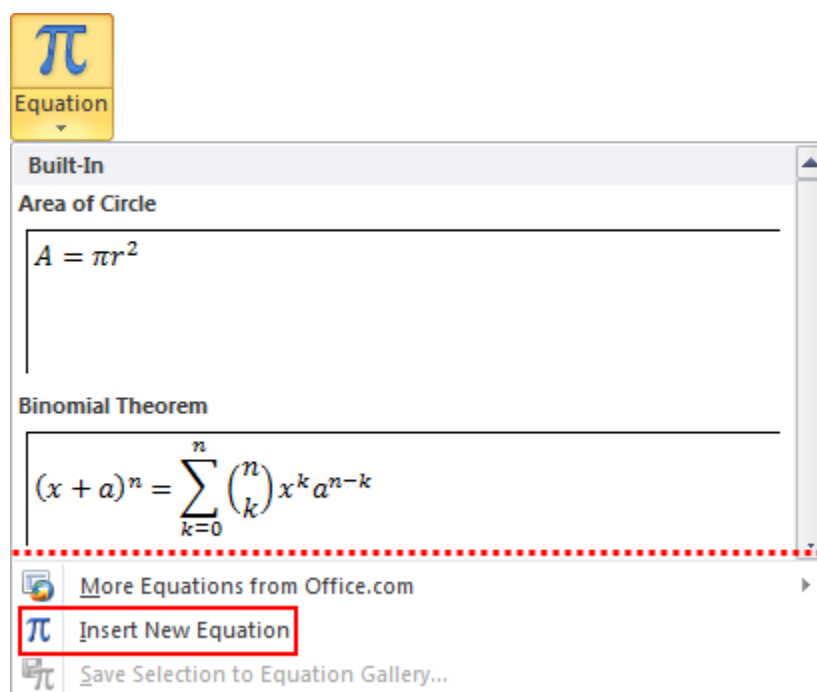 π
Equation
Built-In
Area of Circle
A = πr²
Binomial Theorem
(x + a)ⁿ = ∑ₖ₌₀ⁿ (n k) xᵏaⁿ⁻ᵏ
More Equations from Office.com
π Insert New Equation
π Save Selection to Equation Gallery...